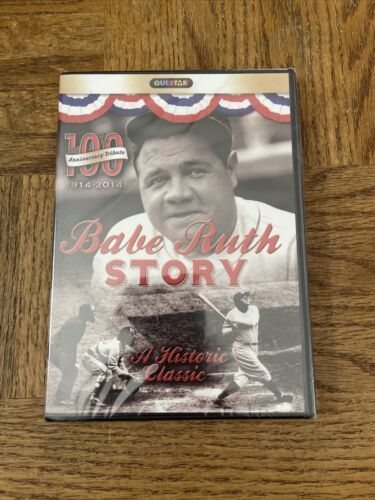 QUESTAR
100
Anniversary Tribute
1914-2014
Babe Ruth
STORY
A Historic
Classic